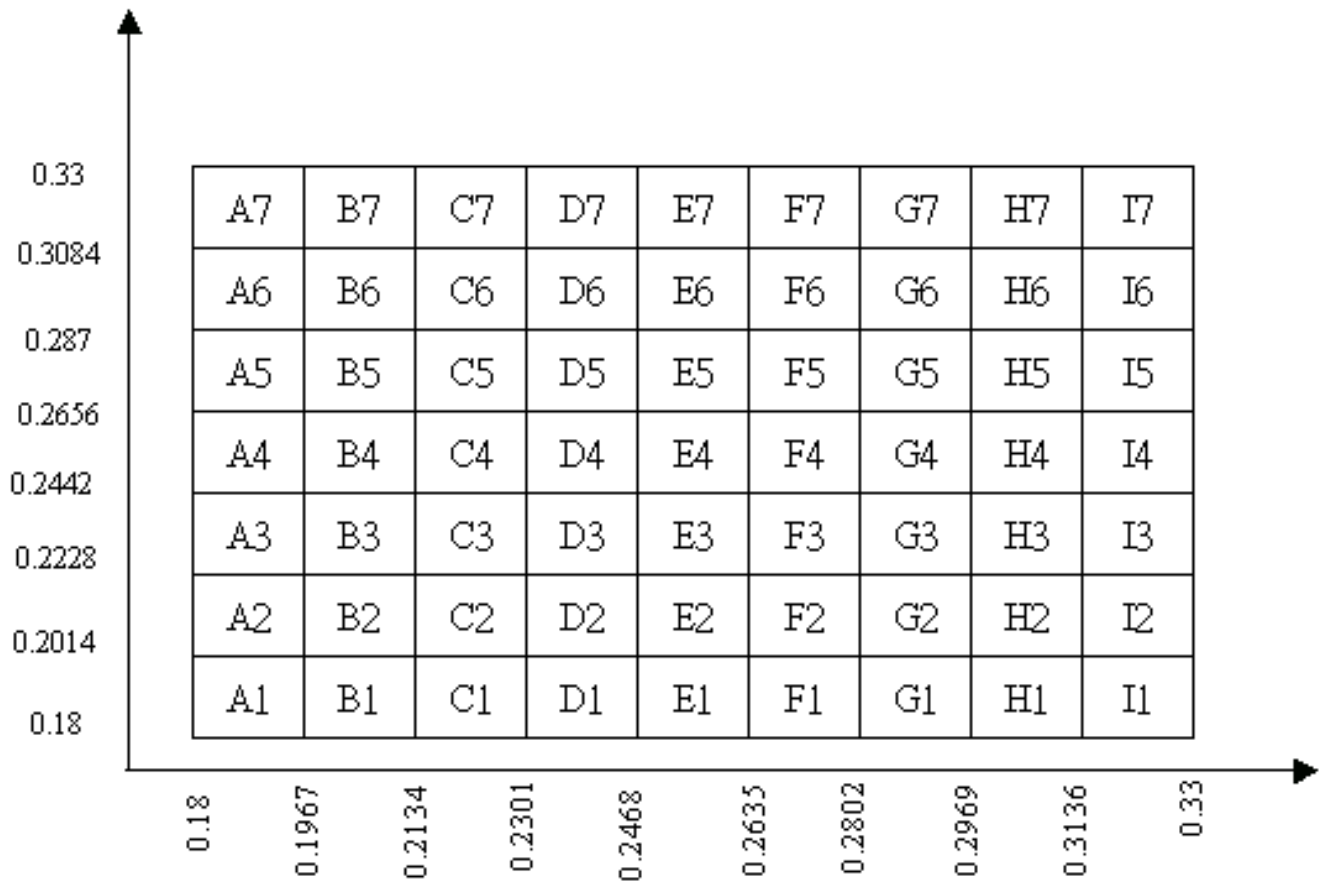 0.33
A7 B7 C7 D7 E7 F7 G7 H7 I7
0.3084
A6 B6 C6 D6 E6 F6 G6 H6 I6
0.287
A5 B5 C5 D5 E5 F5 G5 H5 I5
0.2656
A4 B4 C4 D4 E4 F4 G4 H4 I4
0.2442
A3 B3 C3 D3 E3 F3 G3 H3 I3
0.2228
A2 B2 C2 D2 E2 F2 G2 H2 I2
0.2014
A1 B1 C1 D1 E1 F1 G1 H1 I1
0.18
0.18
0.1967
0.2134
0.2301
0.2468
0.2635
0.2802
0.2969
0.3136
0.33